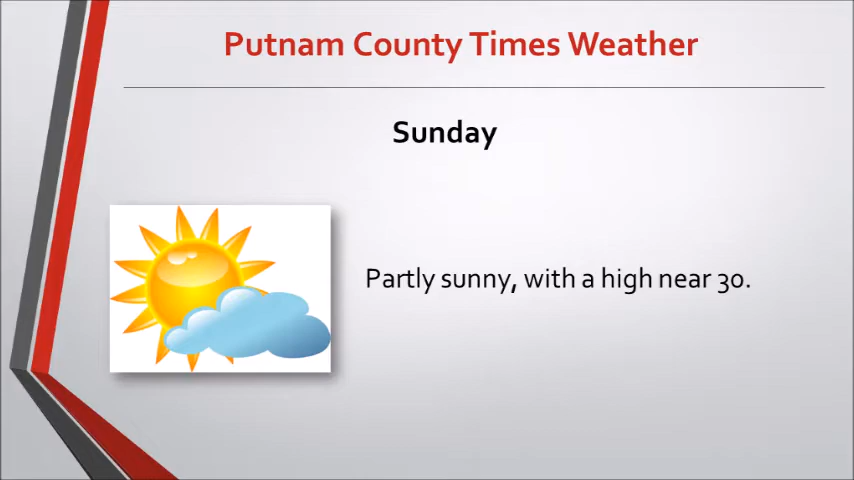 Putnam County Times Weather
Sunday
Partly sunny, with a high near 30.